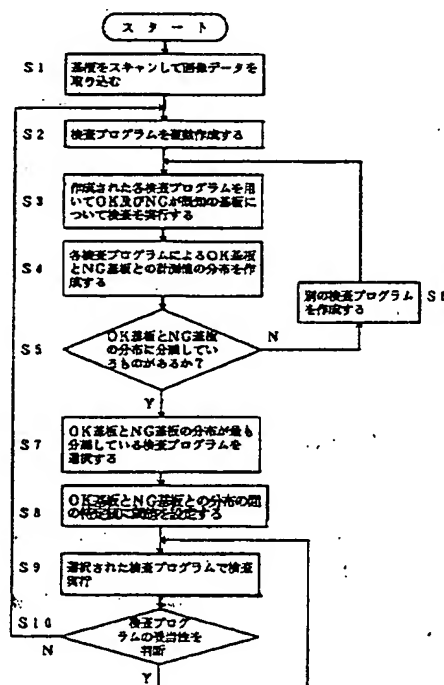 スタート
S1
基板をスキャンして画像データを
取り込む
S2
検査プログラムを複数作成する
S3
作成された各検査プログラムを用
いてOK及びNGが既知の基板に
ついて検査を実行する
S4
各検査プログラムによるOK基板
とNG基板との計測値の分布を作
成する
別の検査プログラム
を作成する
S6
S5
OK基板とNG基板
の分布に分離してい
るものがあるか?
N
Y
S7
OK基板とNG基板の分布が最も
分離している検査プログラムを
選択する
S8
OK基板とNG基板との分布の間
の特定値に閾値を設定する
S9
選択された検査プログラムで検査
実行
S10
検査プログ
ラムの妥当性を
判断
N
Y